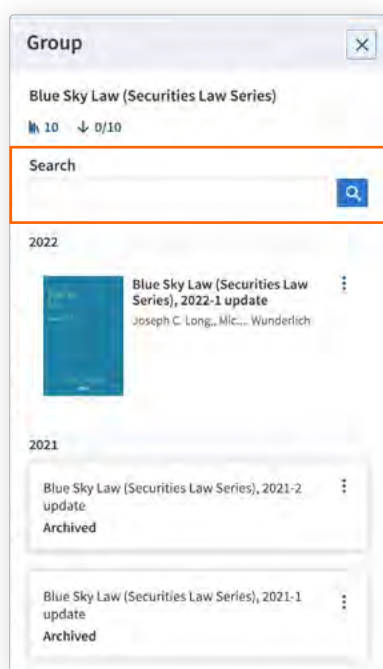 Group
Blue Sky Law (Securities Law Series)
10 ↓ 0/10
Search
2022
Blue Sky Law (Securities Law
Series), 2022-1 update
Joseph C. Long,, Mic.... Wunderlich
2021
Blue Sky Law (Securities Law Series), 2021-2
update
Archived
Blue Sky Law (Securities Law Series), 2021-1
update
Archived